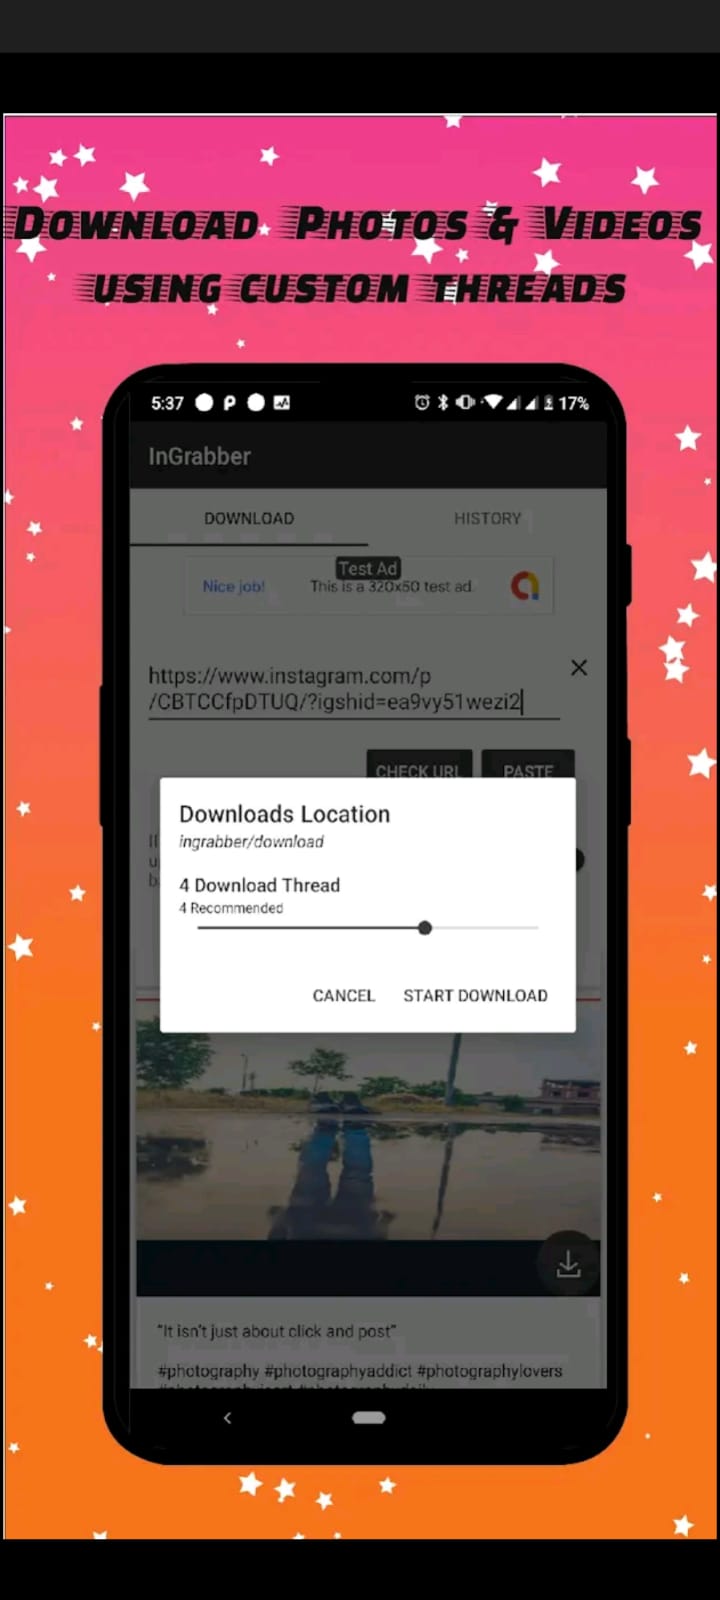 Download Photos & Videos
using custom threads
5:37
17%
InGrabber
DOWNLOAD HISTORY
Test Ad
Nice job! This is a 320x50 test ad.
https://www.instagram.com/p
/CBTCCfpDTUQ/?igshid=ea9vy51wezi2
CHECK URL PASTE
Downloads Location
ingrabber/download
4 Download Thread
4 Recommended
CANCEL START DOWNLOAD
“It isn't just about click and post”
#photography #photographyaddict #photographylovers